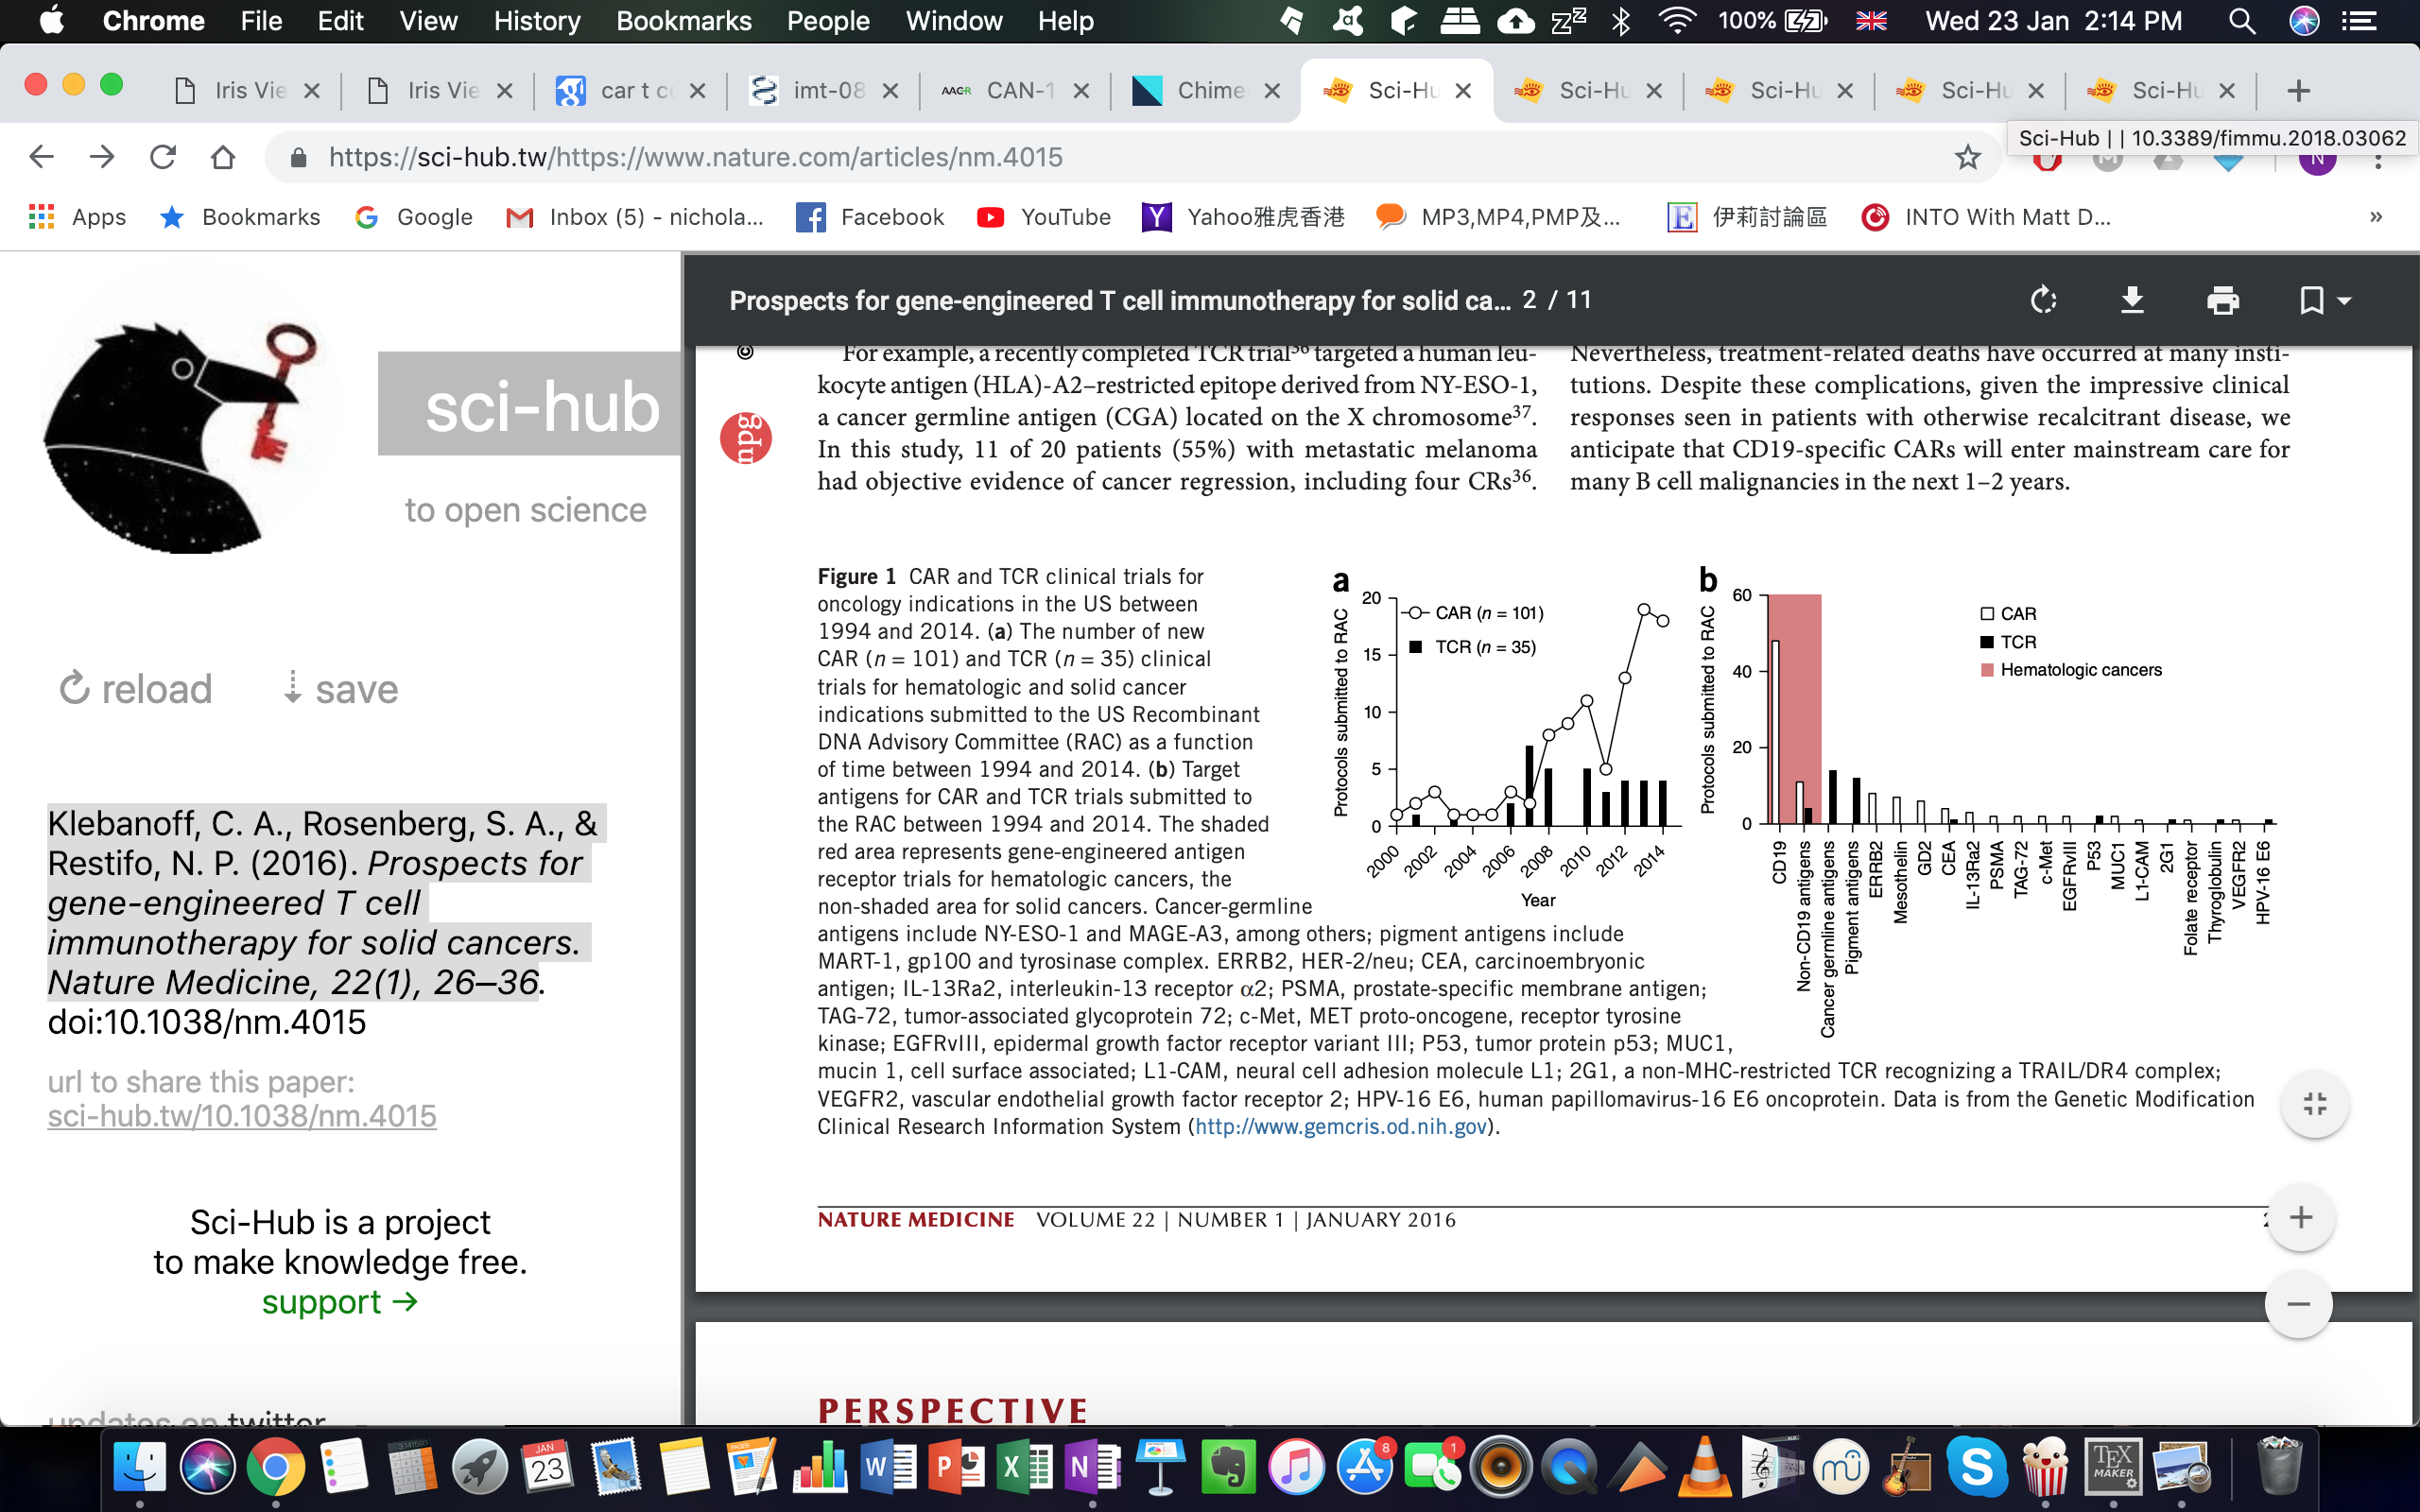 Chrome File Edit View History Bookmarks People Window Help 100% Wed 23 Jan 2:14 PM
Iris Vie Iris Vie car t c imt-08 CAN-1 Chime Sci-Hu Sci-Hu Sci-Hu Sci-Hu Sci-Hu
Sci-Hub | | 10.3389/fimmu.2018.03062
https://sci-hub.tw/https://www.nature.com/articles/nm.4015
Apps Bookmarks Google Inbox (5) - nichola... Facebook YouTube Yahoo雅虎香港 MP3,MP4,PMP及... 伊莉討論區 INTO With Matt D... »
sci-hub
to open science
reload save
Klebanoff, C. A., Rosenberg, S. A., &
Restifo, N. P. (2016). Prospects for
gene-engineered T cell
immunotherapy for solid cancers.
Nature Medicine, 22(1), 26–36.
doi:10.1038/nm.4015
url to share this paper:
sci-hub.tw/10.1038/nm.4015
Sci-Hub is a project
to make knowledge free.
support →
updates on twitter
Prospects for gene-engineered T cell immunotherapy for solid ca... 2 / 11
©
npg
For example, a recently completed TCR trial36 targeted a human leu-
kocyte antigen (HLA)-A2–restricted epitope derived from NY-ESO-1,
a cancer germline antigen (CGA) located on the X chromosome37.
In this study, 11 of 20 patients (55%) with metastatic melanoma
had objective evidence of cancer regression, including four CRs36.
Nevertheless, treatment-related deaths have occurred at many insti-
tutions. Despite these complications, given the impressive clinical
responses seen in patients with otherwise recalcitrant disease, we
anticipate that CD19-specific CARs will enter mainstream care for
many B cell malignancies in the next 1–2 years.
Figure 1 CAR and TCR clinical trials for
oncology indications in the US between
1994 and 2014. (a) The number of new
CAR (n = 101) and TCR (n = 35) clinical
trials for hematologic and solid cancer
indications submitted to the US Recombinant
DNA Advisory Committee (RAC) as a function
of time between 1994 and 2014. (b) Target
antigens for CAR and TCR trials submitted to
the RAC between 1994 and 2014. The shaded
red area represents gene-engineered antigen
receptor trials for hematologic cancers, the
non-shaded area for solid cancers. Cancer-germline
antigens include NY-ESO-1 and MAGE-A3, among others; pigment antigens include
MART-1, gp100 and tyrosinase complex. ERRB2, HER-2/neu; CEA, carcinoembryonic
antigen; IL-13Ra2, interleukin-13 receptor α2; PSMA, prostate-specific membrane antigen;
TAG-72, tumor-associated glycoprotein 72; c-Met, MET proto-oncogene, receptor tyrosine
kinase; EGFRvIII, epidermal growth factor receptor variant III; P53, tumor protein p53; MUC1,
mucin 1, cell surface associated; L1-CAM, neural cell adhesion molecule L1; 2G1, a non-MHC-restricted TCR recognizing a TRAIL/DR4 complex;
VEGFR2, vascular endothelial growth factor receptor 2; HPV-16 E6, human papillomavirus-16 E6 oncoprotein. Data is from the Genetic Modification
Clinical Research Information System (http://www.gemcris.od.nih.gov).
a
Protocols submitted to RAC
20
15
10
5
0
CAR (n = 101)
TCR (n = 35)
2000 2002 2004 2006 2008 2010 2012 2014
Year
b
Protocols submitted to RAC
60
40
20
0
CAR
TCR
Hematologic cancers
CD19
Non-CD19 antigens
Cancer germline antigens
Pigment antigens
ERRB2
Mesothelin
GD2
CEA
IL-13Ra2
PSMA
TAG-72
c-Met
EGFRvIII
P53
MUC1
L1-CAM
2G1
Folate receptor
Thyroglobulin
VEGFR2
HPV-16 E6
NATURE MEDICINE VOLUME 22 | NUMBER 1 | JANUARY 2016
PERSPECTIVE
JAN
23
PAGES
W P X N
8
1
S
TEX
MAKER